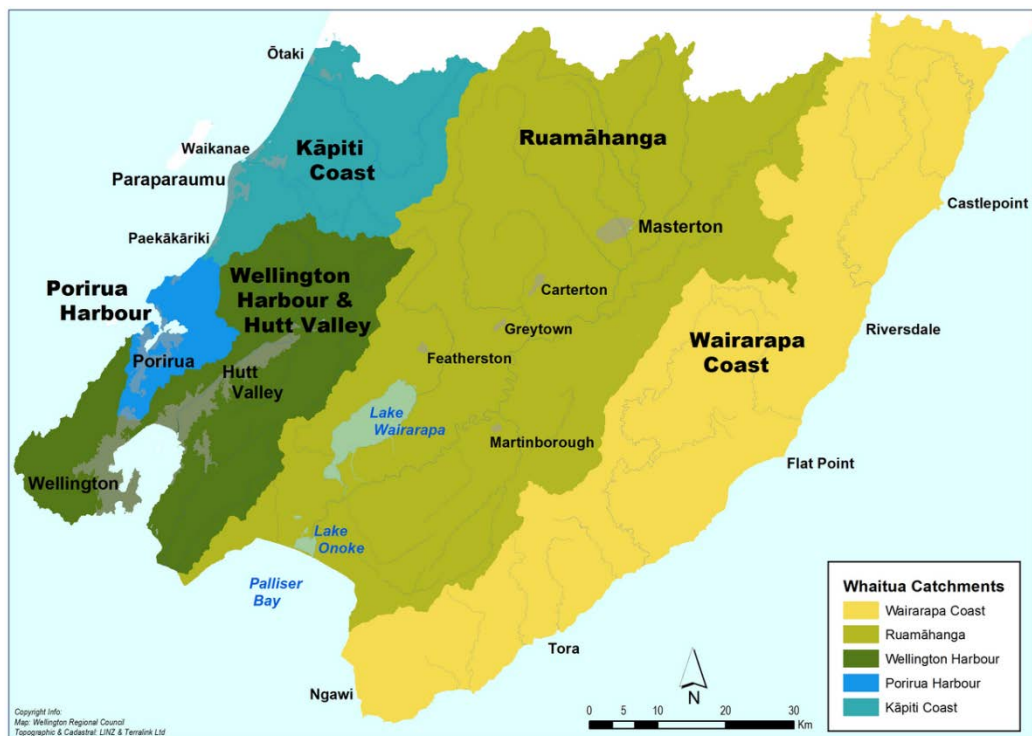 Ōtaki
Waikanae
Paraparaumu
Paekākāriki
Kāpiti
Coast
Ruamāhanga
Masterton
Castlepoint
Porirua
Harbour
Wellington
Harbour &
Hutt Valley
Carterton
Greytown
Featherston
Riversdale
Wairarapa
Coast
Porirua
Hutt
Valley
Lake
Wairarapa
Martinborough
Flat Point
Wellington
Lake
Onoke
Palliser
Bay
Tora
Ngawi
Whaitua Catchments
Wairarapa Coast
Ruamāhanga
Wellington Harbour
Porirua Harbour
Kāpiti Coast
N
0 5 10 20 30
Km
Copyright Info:
Map: Wellington Regional Council
Topographic & Cadastral: LINZ & Terralink Ltd